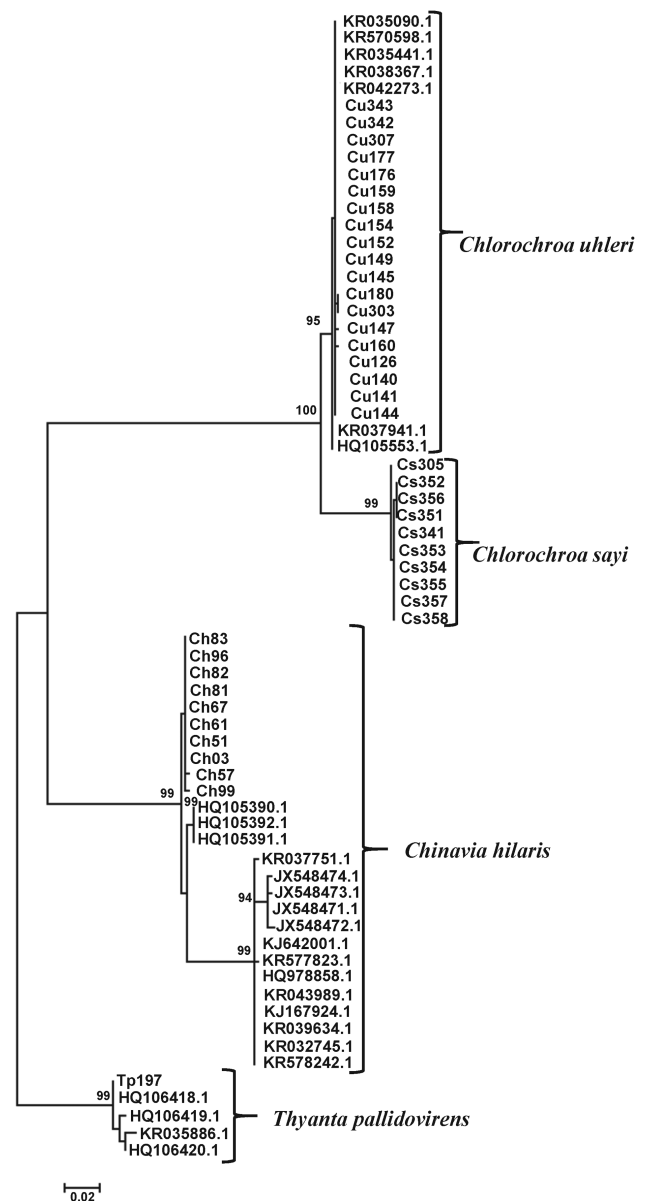 KR035090.1
KR570598.1
KR035441.1
KR038367.1
KR042273.1
Cu343
Cu342
Cu307
Cu177
Cu176
Cu159
Cu158
Cu154
Cu152
Chlorochroa uhleri
Cu149
Cu145
Cu180
Cu303
95
Cu147
Cu160
Cu126
Cu140
Cu141
100
Cu144
KR037941.1
HQ105553.1
Cs305
Cs352
99
Cs356
Cs351
Cs341
Cs353
Chlorochroa sayi
Cs354
Cs355
Cs357
Cs358
Ch83
Ch96
Ch82
Ch81
Ch67
Ch61
Ch51
Ch03
Ch57
99
Ch99
99
HQ105390.1
HQ105392.1
HQ105391.1
Chinavia hilaris
KR037751.1
JX548474.1
94
JX548473.1
JX548471.1
JX548472.1
KJ642001.1
99
KR577823.1
HQ978858.1
KR043989.1
KJ167924.1
KR039634.1
KR032745.1
KR578242.1
Tp197
99
HQ106418.1
HQ106419.1
Thyanta pallidovirens
KR035886.1
HQ106420.1
0.02